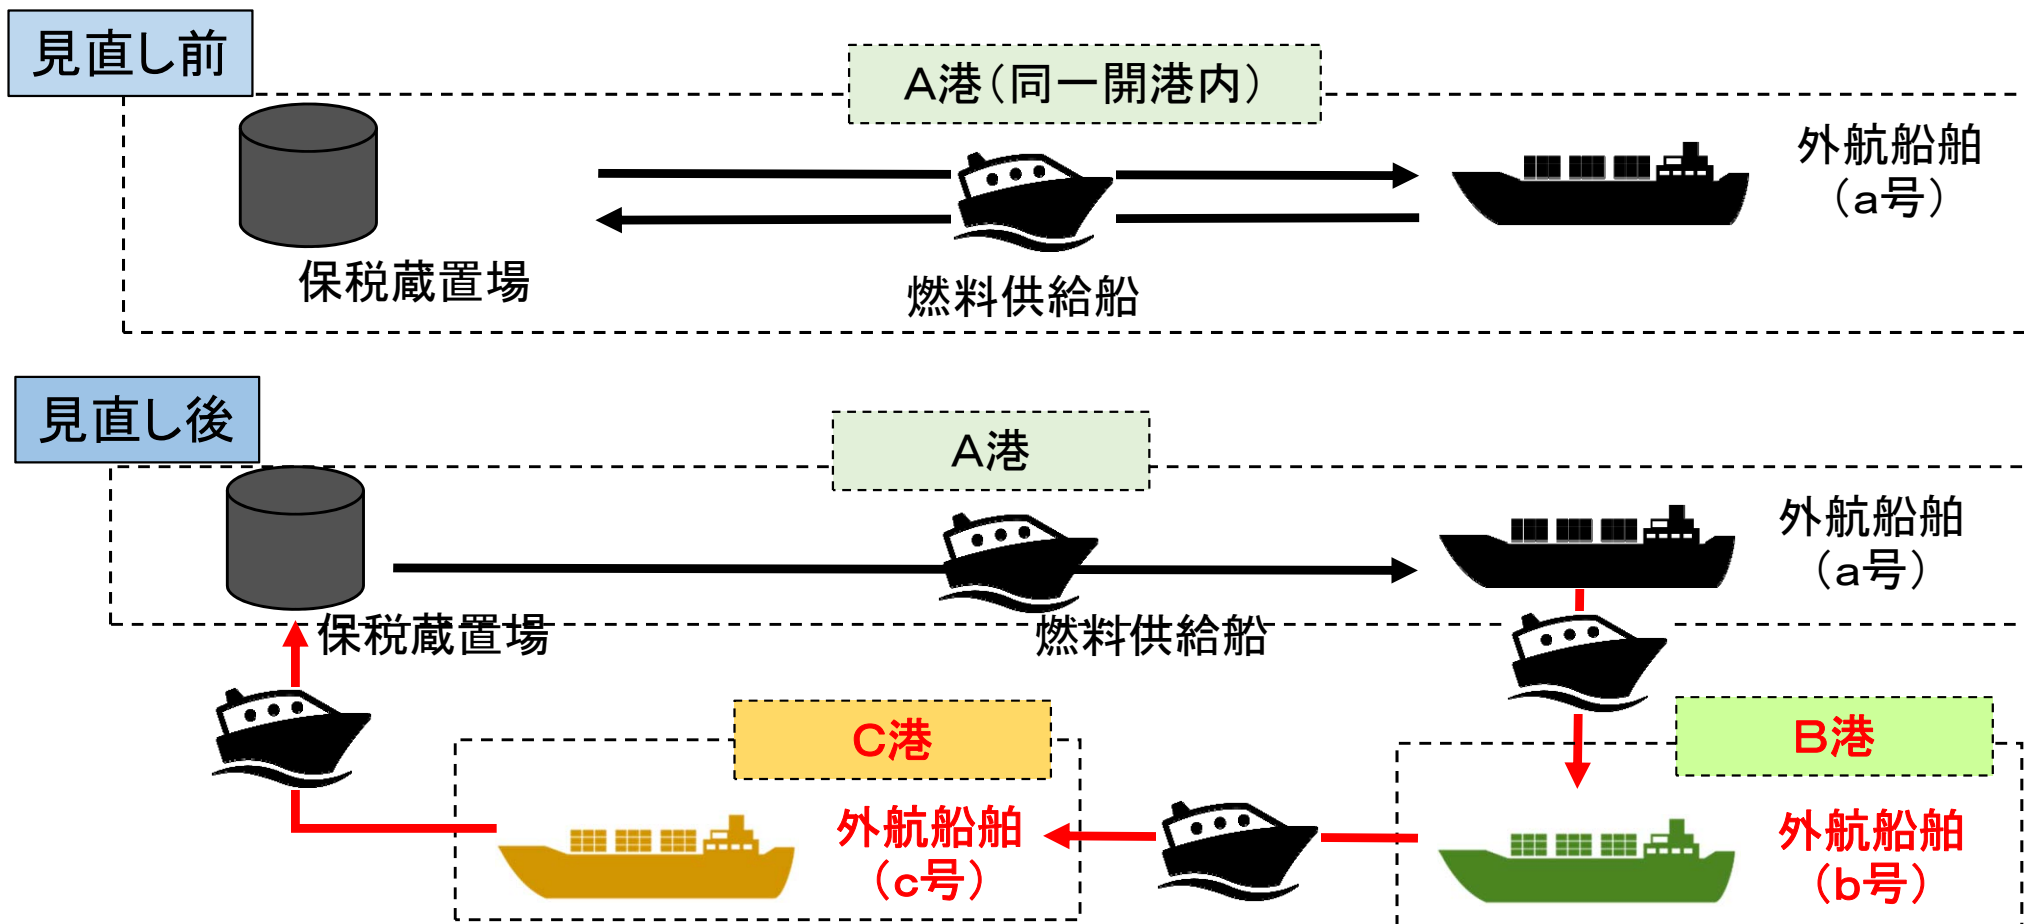 見直し前
A港（同一開港内）
外航船舶
（a号）
保税蔵置場
燃料供給船
見直し後
A港
外航船舶
（a号）
保税蔵置場
燃料供給船
C港
B港
外航船舶
（c号）
外航船舶
（b号）